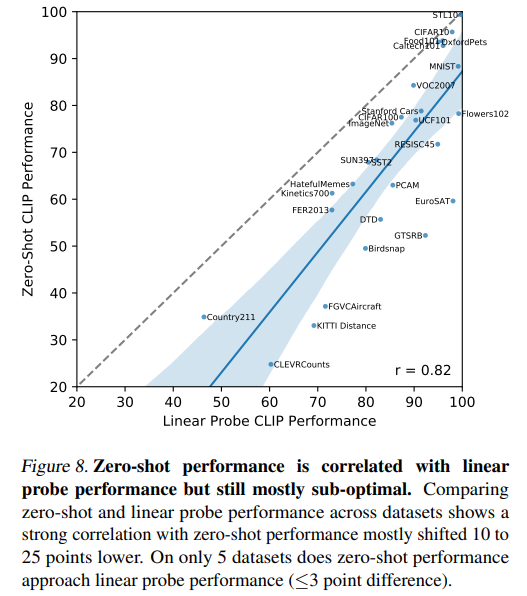 100
90
80
70
60
50
40
30
20
Zero-Shot CLIP Performance
STL10
CIFAR10
Food101
OxfordPets
Caltech101
MNIST
VOC2007
Stanford Cars
Flowers102
CIFAR100
UCF101
ImageNet
RESISC45
SUN397
SST2
HatefulMemes
PCAM
Kinetics700
EuroSAT
FER2013
DTD
GTSRB
Birdsnap
FGVCAircraft
Country211
KITTI Distance
CLEVRCounts
r = 0.82
20 30 40 50 60 70 80 90 100
Linear Probe CLIP Performance
Figure 8. Zero-shot performance is correlated with linear
probe performance but still mostly sub-optimal. Comparing
zero-shot and linear probe performance across datasets shows a
strong correlation with zero-shot performance mostly shifted 10 to
25 points lower. On only 5 datasets does zero-shot performance
approach linear probe performance (≤3 point difference).